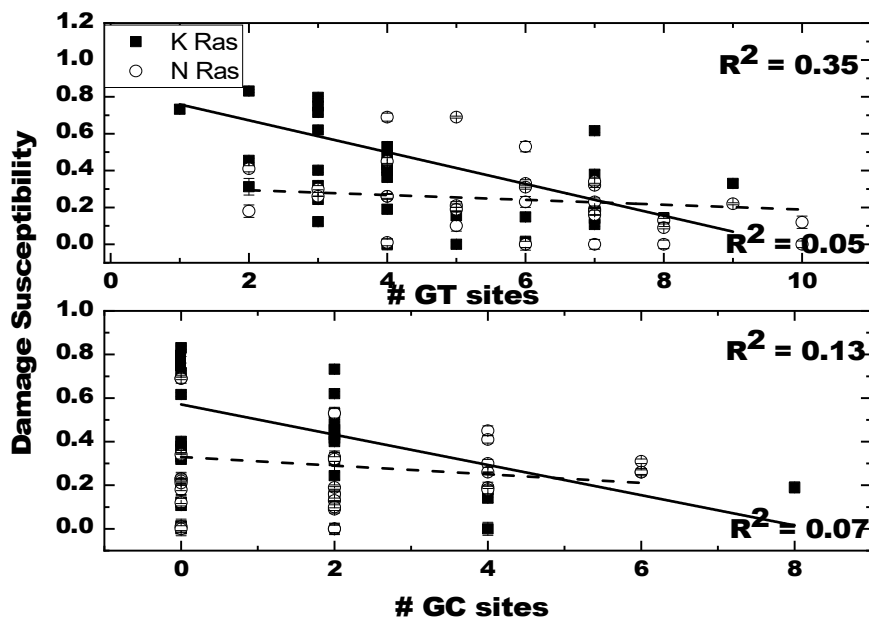 1.2
1.0
0.8
0.6
0.4
0.2
0.0
K Ras
N Ras
R² = 0.35
R² = 0.05
0 2 4 6 8 10
# GT sites
Damage Susceptibility
1.0
0.8
0.6
0.4
0.2
0.0
R² = 0.13
R² = 0.07
0 2 4 6 8
# GC sites